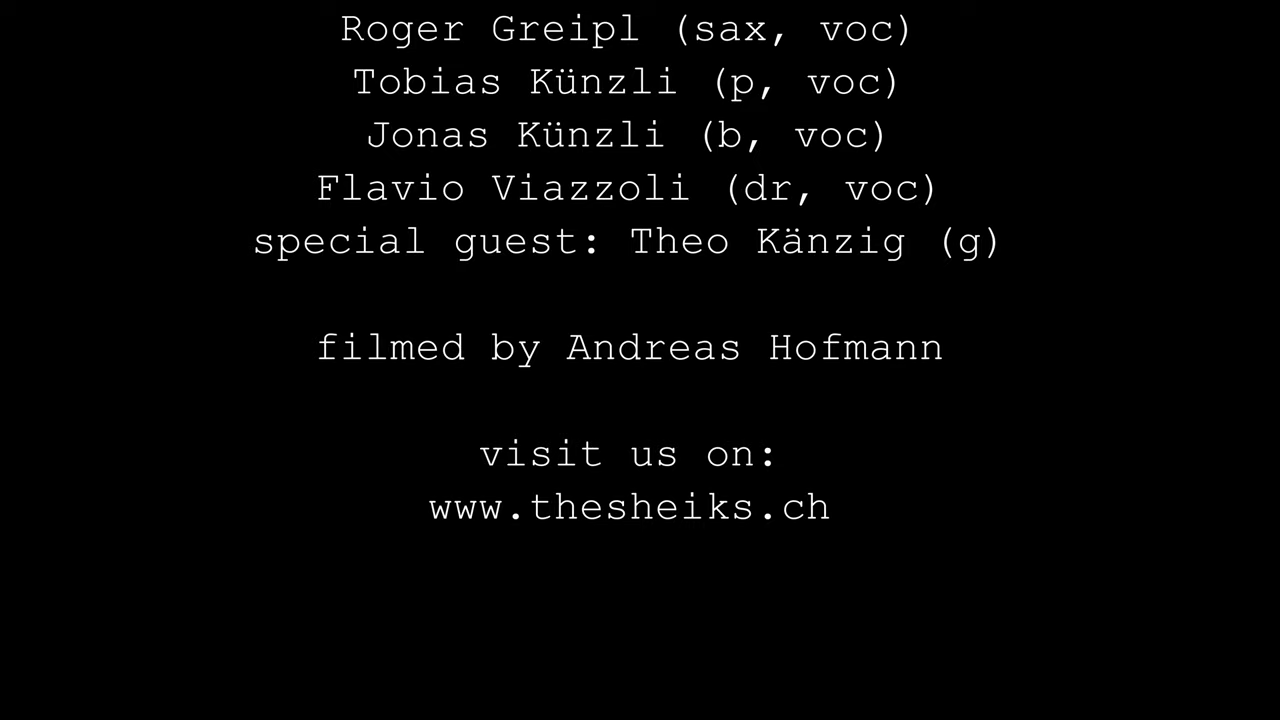 Roger Greipl (sax, voc)
Tobias Künzli (p, voc)
Jonas Künzli (b, voc)
Flavio Viazzoli (dr, voc)
special guest: Theo Känzig (g)
filmed by Andreas Hofmann
visit us on:
www.thesheiks.ch